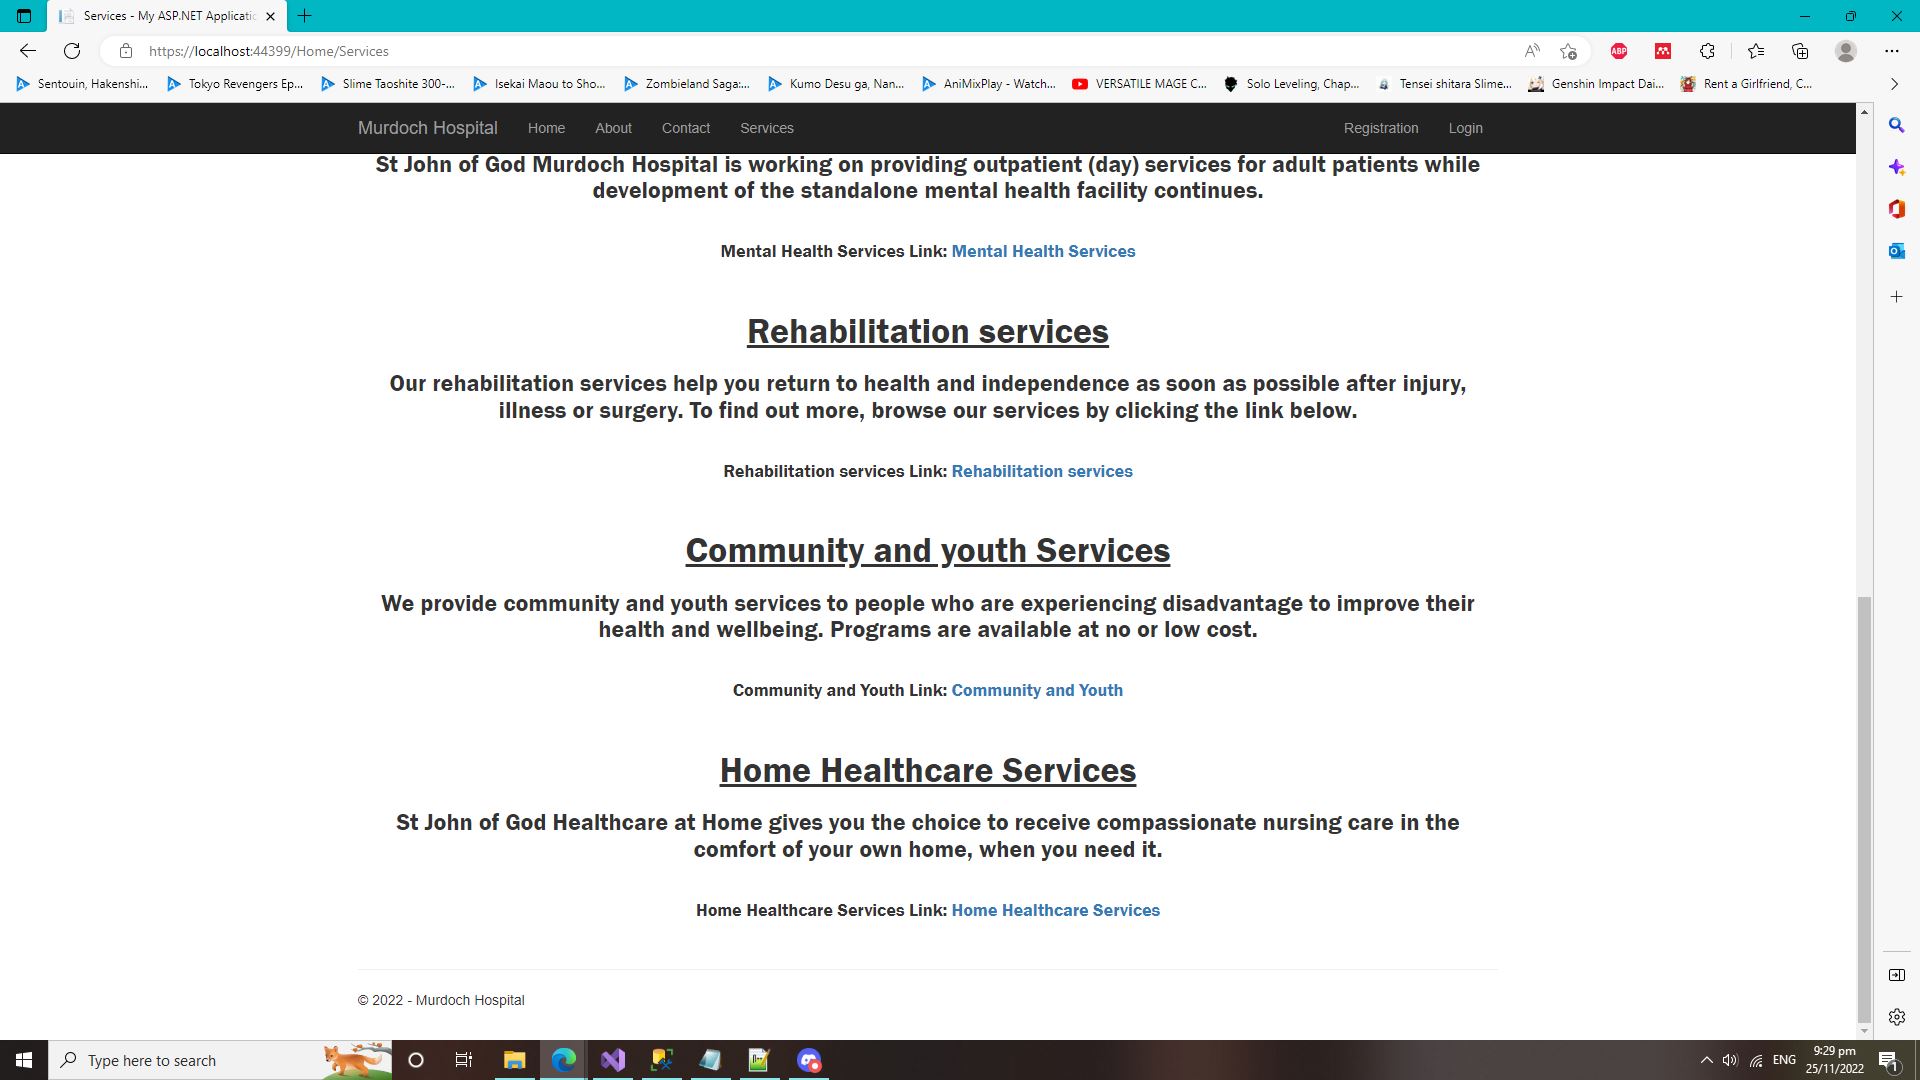 Services - My ASP.NET Applicatic
https://localhost:44399/Home/Services
Sentouin, Hakenshi...
Tokyo Revengers Ep...
Slime Taoshite 300-...
Isekai Maou to Sho...
Zombieland Saga:...
Kumo Desu ga, Nan...
AniMixPlay - Watch...
VERSATILE MAGE C...
Solo Leveling, Chap...
Tensei shitara Slime...
Genshin Impact Dai...
Rent a Girlfriend, C...
ABP
Murdoch Hospital
Home
About
Contact
Services
Registration
Login
St John of God Murdoch Hospital is working on providing outpatient (day) services for adult patients while
development of the standalone mental health facility continues.
Mental Health Services Link: Mental Health Services
Rehabilitation services
Our rehabilitation services help you return to health and independence as soon as possible after injury,
illness or surgery. To find out more, browse our services by clicking the link below.
Rehabilitation services Link: Rehabilitation services
Community and youth Services
We provide community and youth services to people who are experiencing disadvantage to improve their
health and wellbeing. Programs are available at no or low cost.
Community and Youth Link: Community and Youth
Home Healthcare Services
St John of God Healthcare at Home gives you the choice to receive compassionate nursing care in the
comfort of your own home, when you need it.
Home Healthcare Services Link: Home Healthcare Services
© 2022 - Murdoch Hospital
Type here to search
ENG
9:29 pm
25/11/2022
1